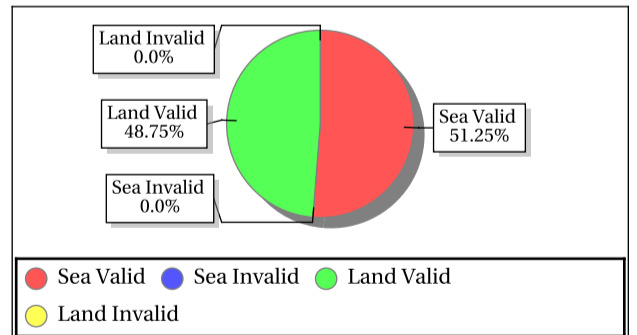 Land Invalid
0.0%
Land Valid
48.75%
Sea Valid
51.25%
Sea Invalid
0.0%
Sea Valid Sea Invalid Land Valid
Land Invalid